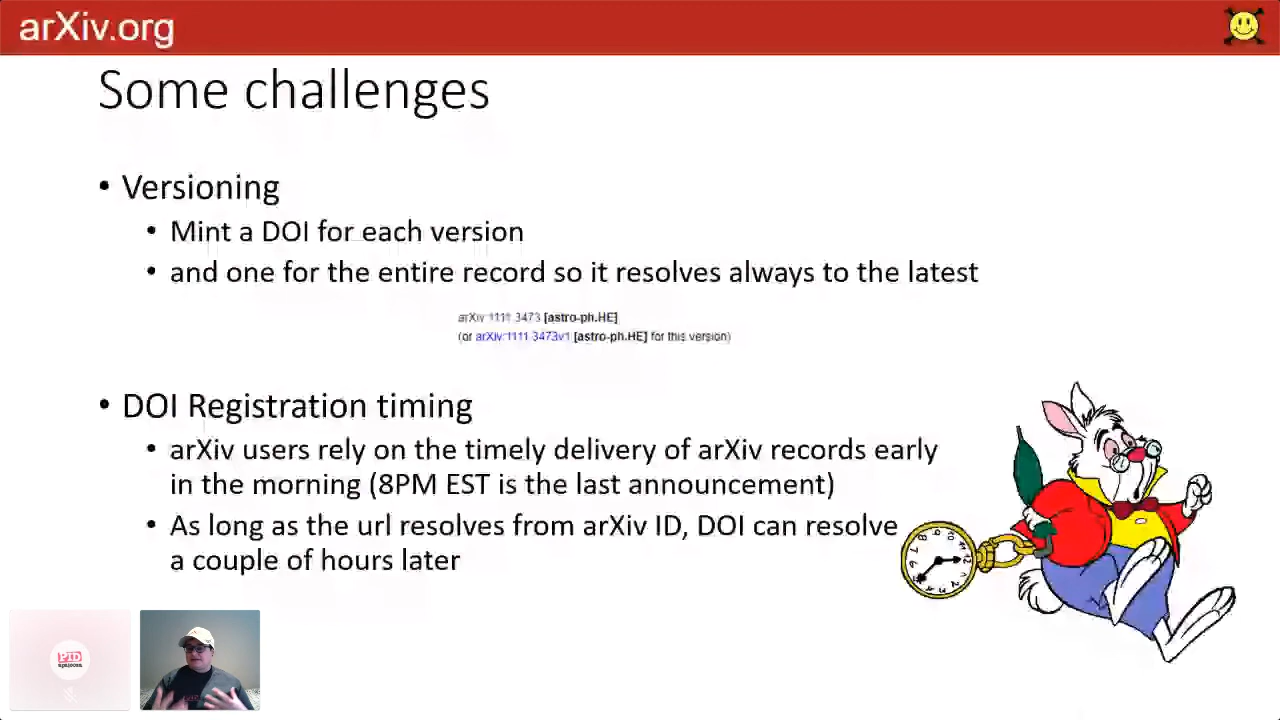 arXiv.org
Some challenges
• Versioning
• Mint a DOI for each version
• and one for the entire record so it resolves always to the latest
arXiv:1111.3473 [astro-ph.HE]
(or arXiv:1111.3473v1 [astro-ph.HE] for this version)
• DOI Registration timing
• arXiv users rely on the timely delivery of arXiv records early
in the morning (8PM EST is the last announcement)
• As long as the url resolves from arXiv ID, DOI can resolve
a couple of hours later
PID
apalooza